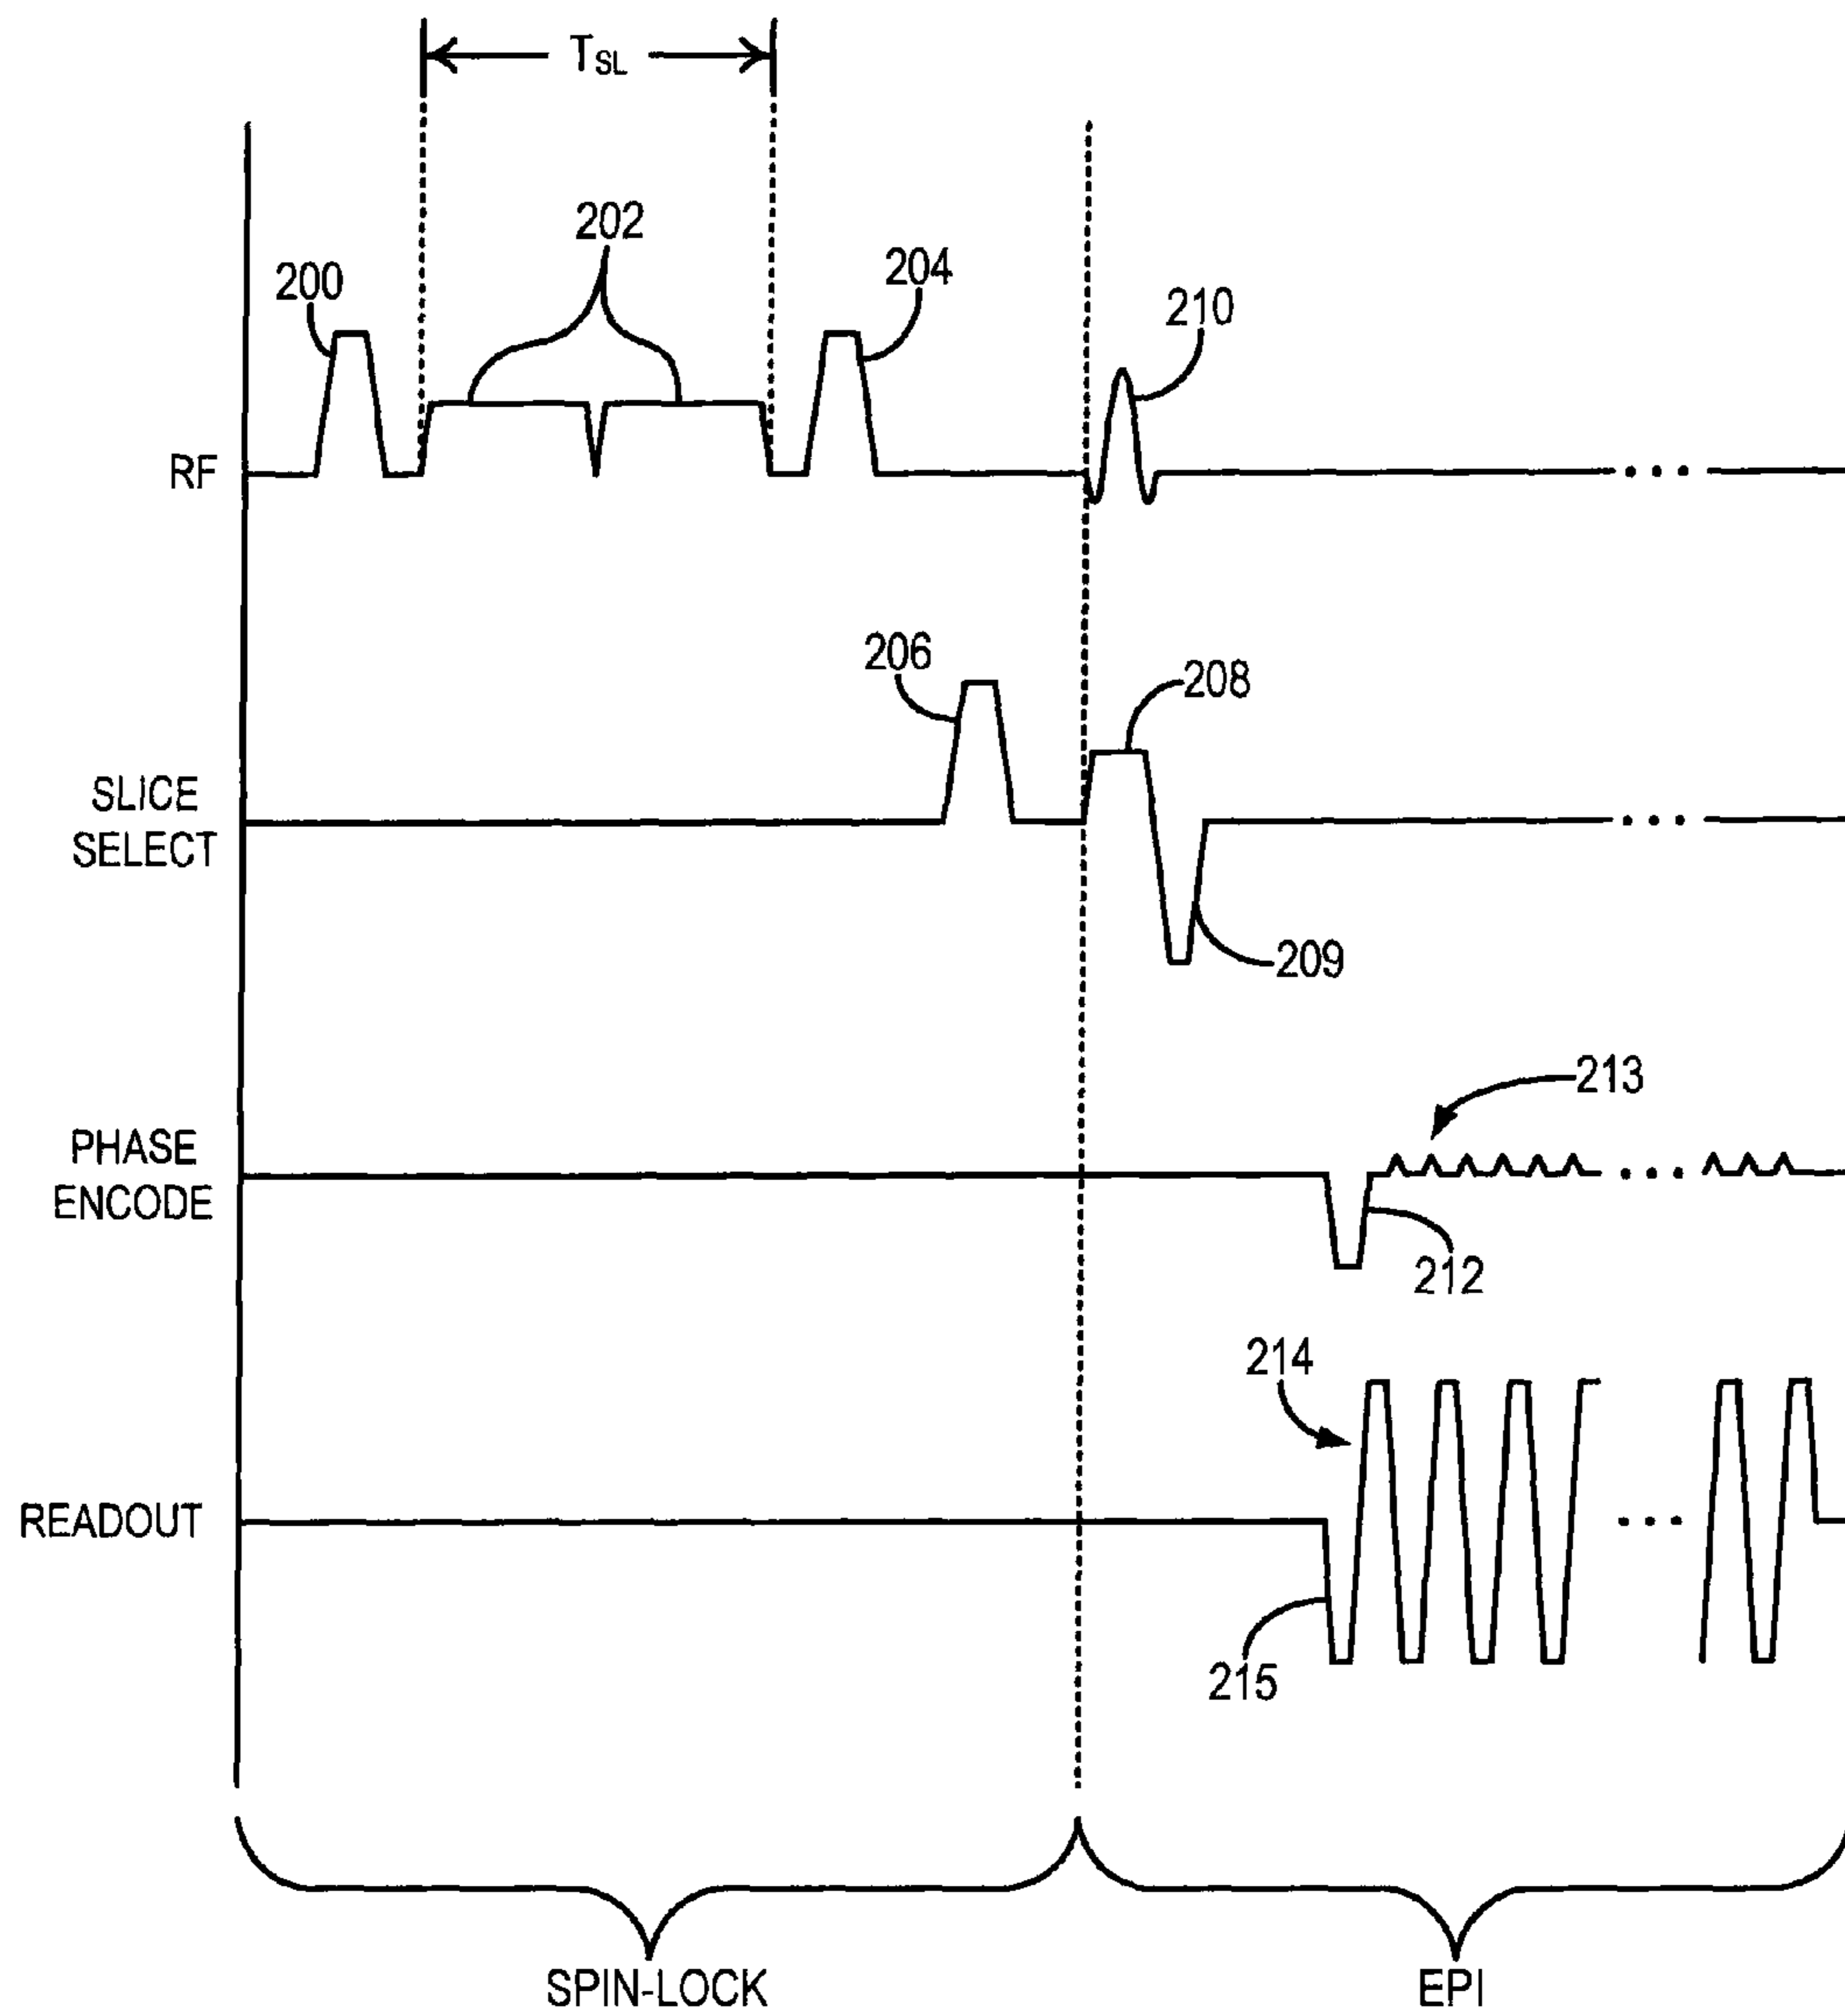 TSL
202
200
204
210
RF
206
208
SLICE
SELECT
209
213
PHASE
ENCODE
212
214
READOUT
215
SPIN-LOCK
EPI